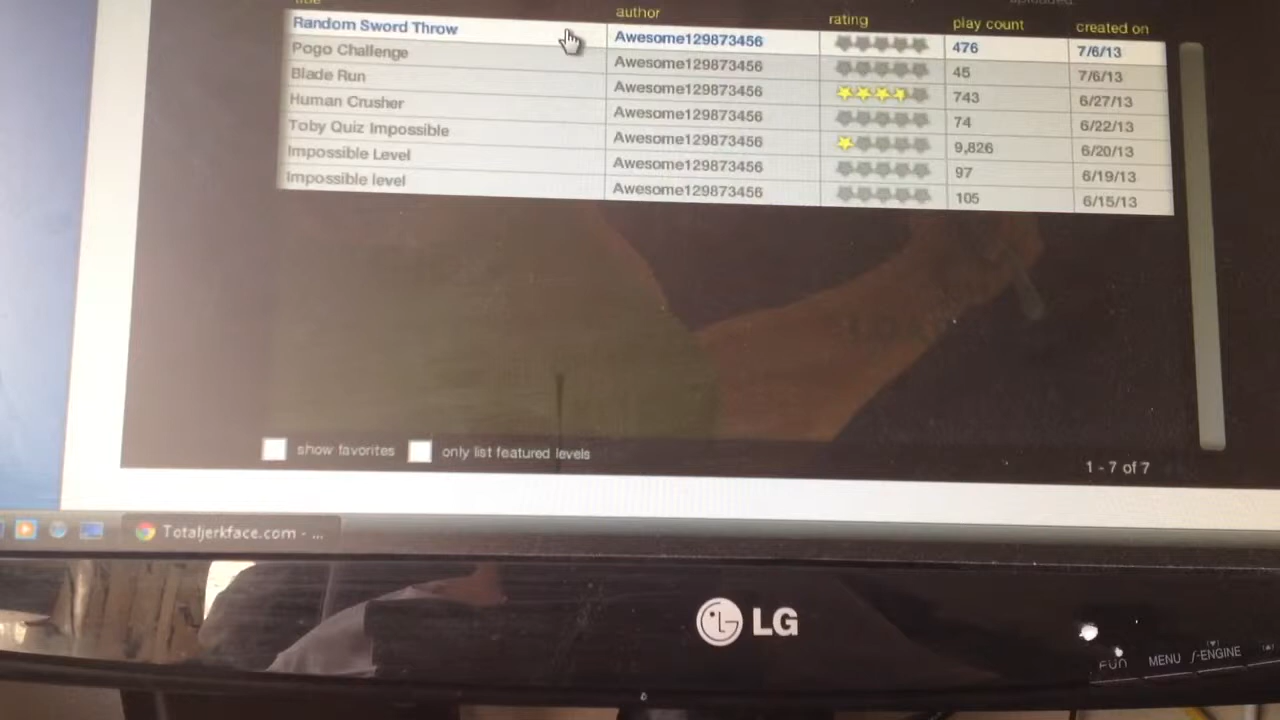 title author rating play count created on
uploaded.
Random Sword Throw Awesome129873456 476 7/6/13
Pogo Challenge Awesome129873456 45 7/6/13
Blade Run Awesome129873456 743 6/27/13
Human Crusher Awesome129873456 74 6/22/13
Toby Quiz Impossible Awesome129873456 9,826 6/20/13
Impossible Level Awesome129873456 97 6/19/13
Impossible level Awesome129873456 105 6/15/13
show favorites only list featured levels
1 - 7 of 7
Totaljerkface.com - ...
LG
FUN MENU f-ENGINE